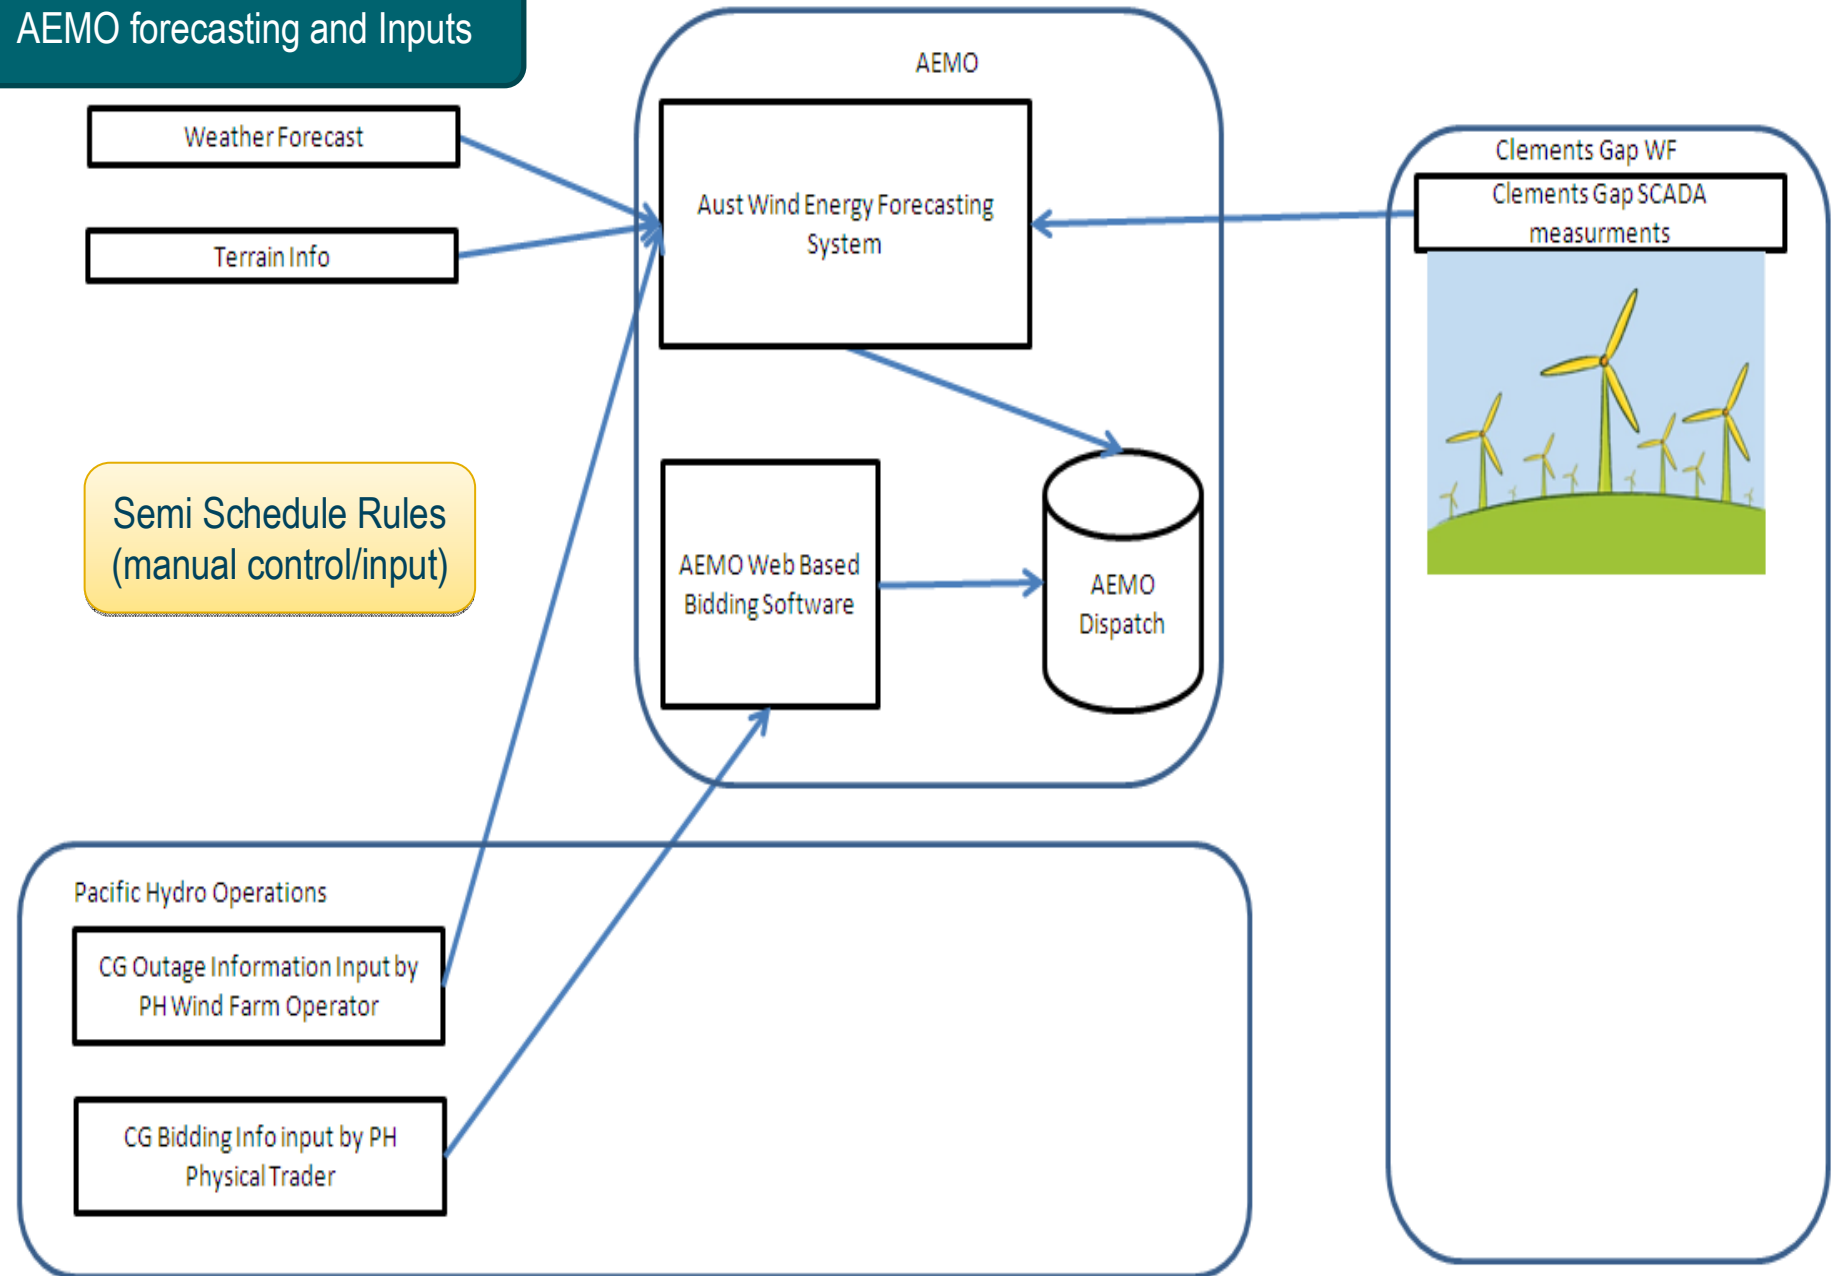 AEMO forecasting and Inputs
AEMO
Weather Forecast
Terrain Info
Aust Wind Energy Forecasting
System
Clements Gap WF
Clements Gap SCADA
measurments
Semi Schedule Rules
(manual control/input)
AEMO Web Based
Bidding Software
AEMO
Dispatch
Pacific Hydro Operations
CG Outage Information Input by
PH Wind Farm Operator
CG Bidding Info input by PH
Physical Trader